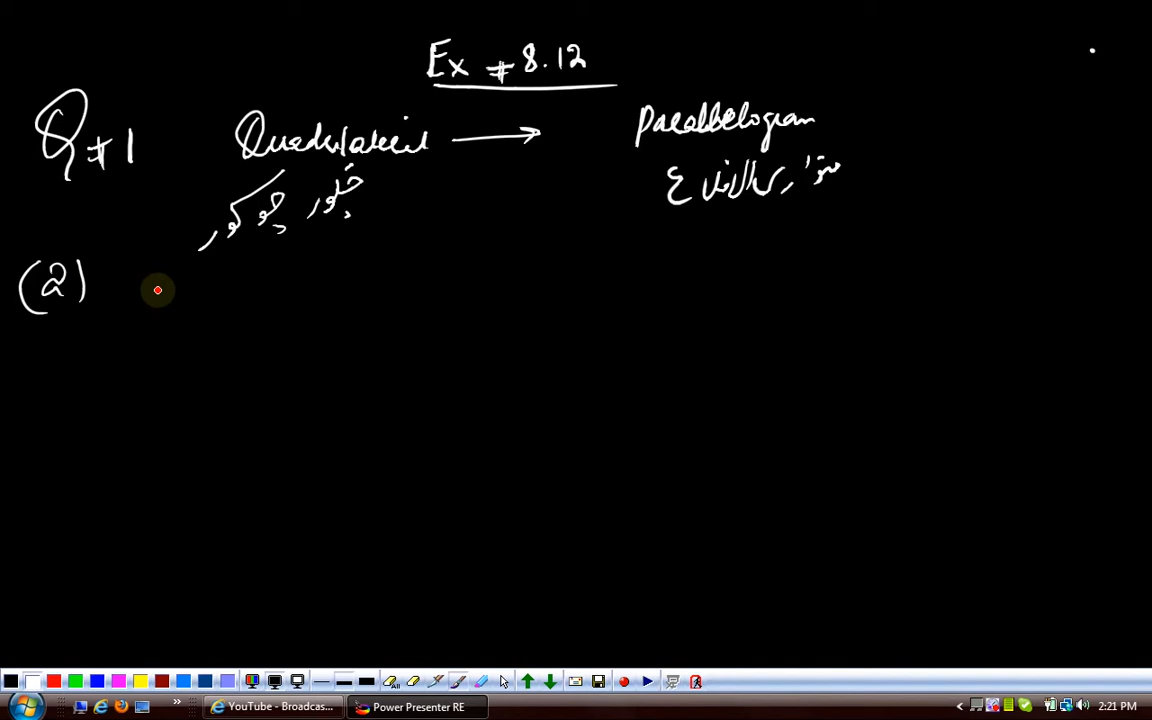 Ex # 8.12
Q # 1 Quadrilateral → Parallelogram
چوکور متوازی الاضلاع
(2)
YouTube - Broadcas...
Power Presenter RE
2:21 PM